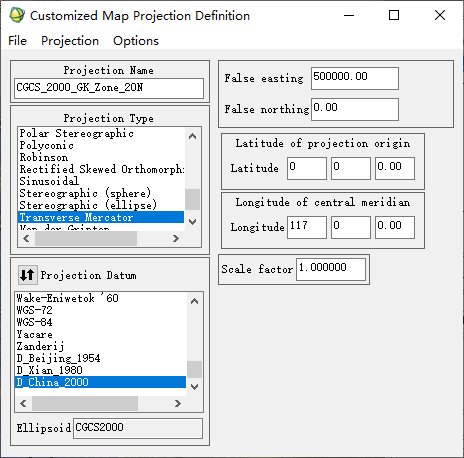 Customized Map Projection Definition
File Projection Options
Projection Name
CGCS_2000_GK_Zone_20N
Projection Type
Polar Stereographic
Polyconic
Robinson
Rectified Skewed Orthomorphi
Sinusoidal
Stereographic (sphere)
Stereographic (ellipse)
Transverse Mercator
Van der Grinten
Projection Datum
Wake-Eniwetok '60
WGS-72
WGS-84
Yacare
Zanderij
D_Beijing_1954
D_Xian_1980
D_China_2000
Ellipsoid CGCS2000
False easting 500000.00
False northing 0.00
Latitude of projection origin
Latitude 0 0 0.00
Longitude of central meridian
Longitude 117 0 0.00
Scale factor 1.000000